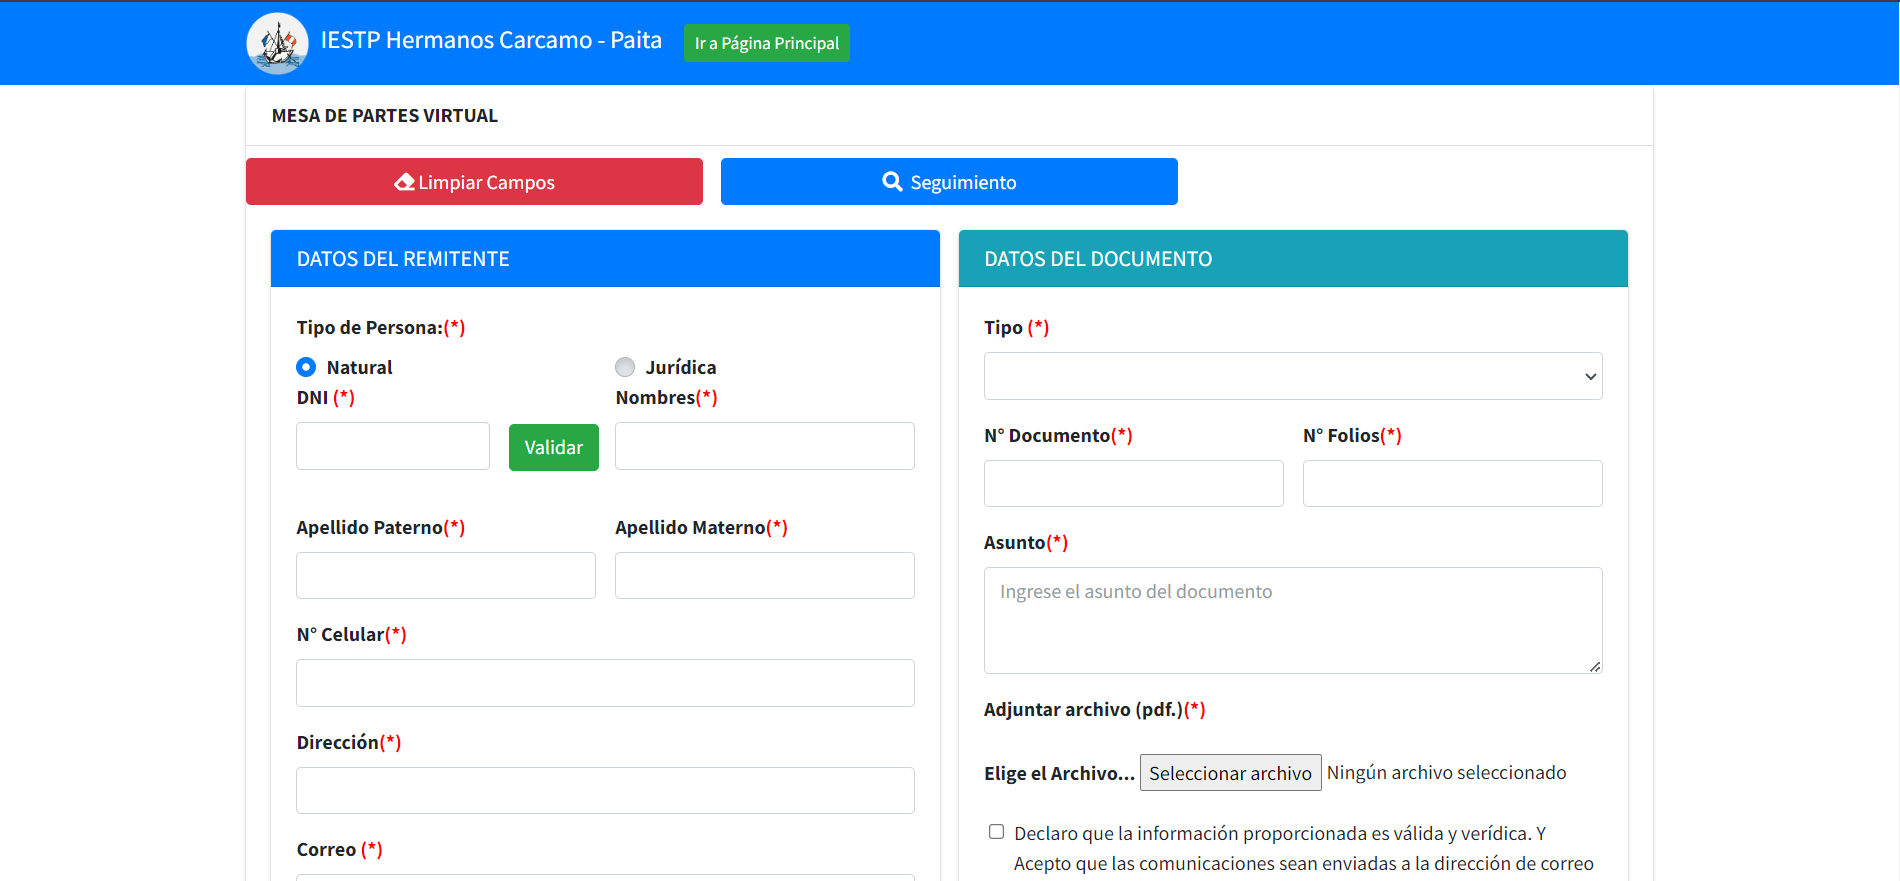 IESTP Hermanos Carcamo - Paita
Ir a Página Principal
MESA DE PARTES VIRTUAL
Limpiar Campos
Seguimiento
DATOS DEL REMITENTE
Tipo de Persona:(*)
Natural
Jurídica
DNI (*)
Nombres(*)
Validar
Apellido Paterno(*)
Apellido Materno(*)
N° Celular(*)
Dirección(*)
Correo (*)
DATOS DEL DOCUMENTO
Tipo (*)
N° Documento(*)
N° Folios(*)
Asunto(*)
Ingrese el asunto del documento
Adjuntar archivo (pdf.)(*)
Elige el Archivo... Seleccionar archivo Ningún archivo seleccionado
Declaro que la información proporcionada es válida y verídica. Y
Acepto que las comunicaciones sean enviadas a la dirección de correo